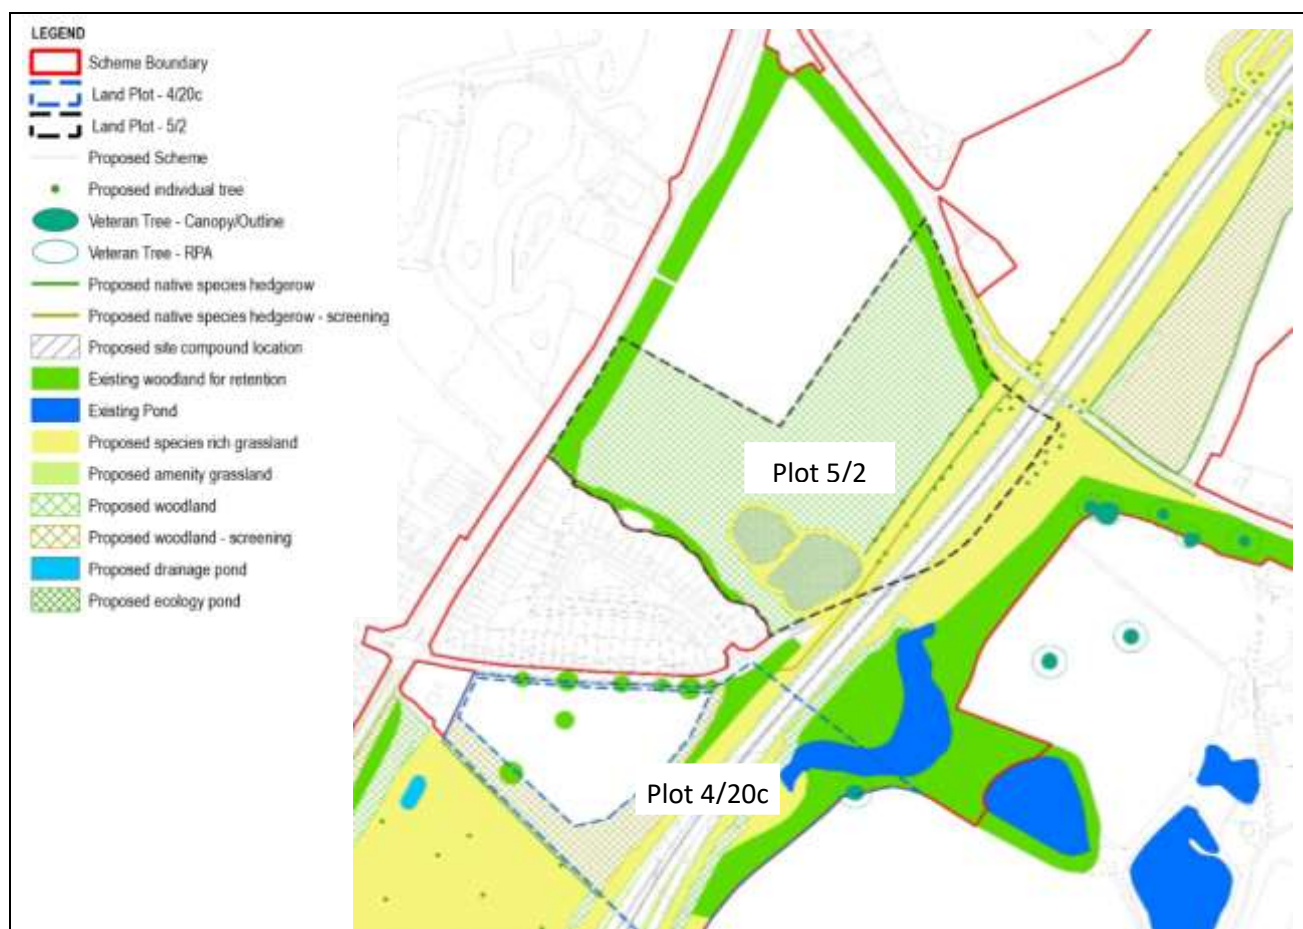 LEGEND
Scheme Boundary
Land Plot - 4/20c
Land Plot - 5/2
Proposed Scheme
Proposed individual tree
Veteran Tree - Canopy/Outline
Veteran Tree - RPA
Proposed native species hedgerow
Proposed native species hedgerow - screening
Proposed site compound location
Existing woodland for retention
Existing Pond
Proposed species rich grassland
Proposed amenity grassland
Proposed woodland
Proposed woodland - screening
Proposed drainage pond
Proposed ecology pond
Plot 5/2
Plot 4/20c